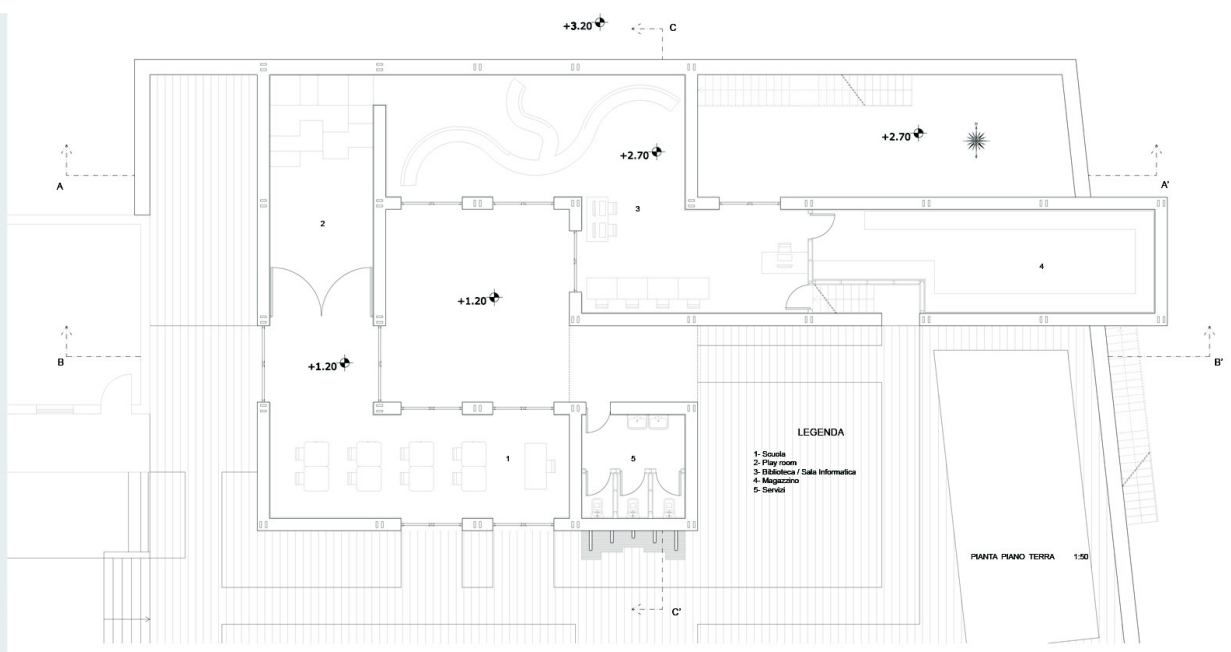 +3.20
C
+2.70
+2.70
A
A'
2
3
4
+1.20
B
+1.20
B'
LEGENDA
1- Scuola
2- Play room
3- Biblioteca / Sala Informatica
4- Magazzino
5- Servizi
1
5
PIANTA PIANO TERRA 1:50
C'